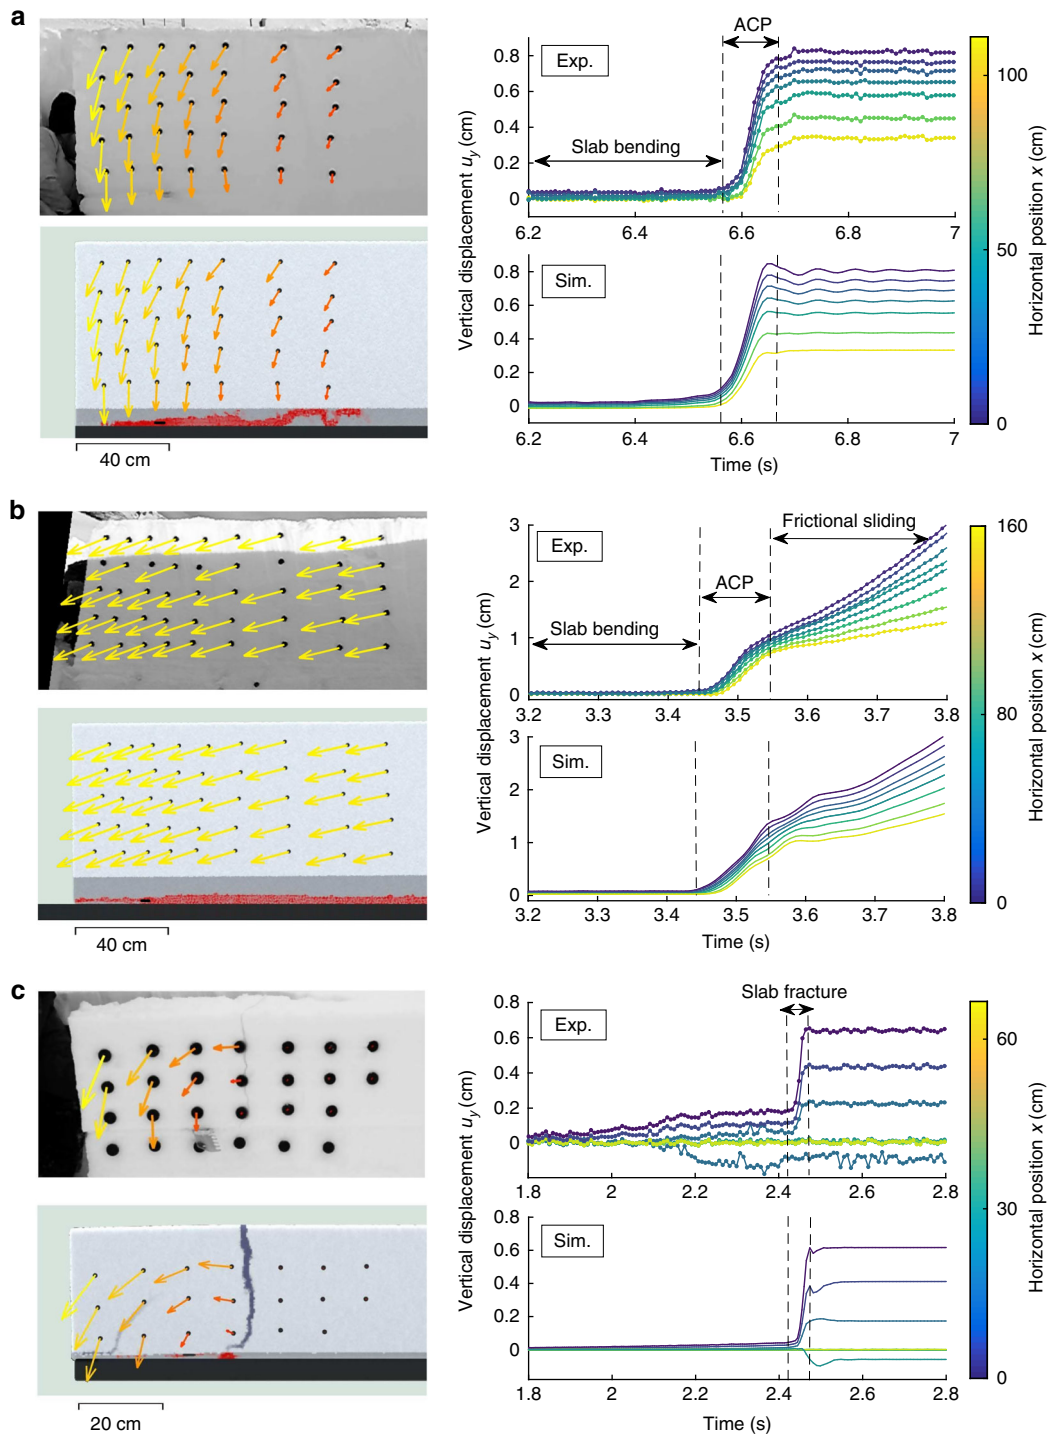 a
ACP
Exp.
Slab bending
0.8
0.6
0.4
0.2
0
6.2
6.4
6.6
6.8
7
Sim.
0.8
0.6
0.4
0.2
0
6.2
6.4
6.6
6.8
7
Time (s)
Vertical displacement uy (cm)
100
50
0
Horizontal position x (cm)
40 cm
b
Exp.
Frictional sliding
ACP
Slab bending
3
2
1
0
3.2
3.3
3.4
3.5
3.6
3.7
3.8
Sim.
3
2
1
0
3.2
3.3
3.4
3.5
3.6
3.7
3.8
Time (s)
Vertical displacement uy (cm)
160
80
0
Horizontal position x (cm)
40 cm
c
Slab fracture
Exp.
0.8
0.6
0.4
0.2
0
1.8
2
2.2
2.4
2.6
2.8
Sim.
0.8
0.6
0.4
0.2
0
1.8
2
2.2
2.4
2.6
2.8
Time (s)
Vertical displacement uy (cm)
60
30
0
Horizontal position x (cm)
20 cm